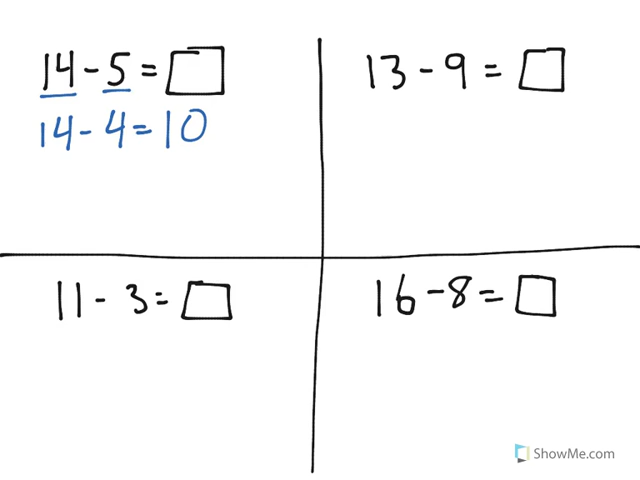 14 - 5 = □
14 - 4 = 10
13 - 9 = □
11 - 3 = □
16 - 8 = □
ShowMe.com